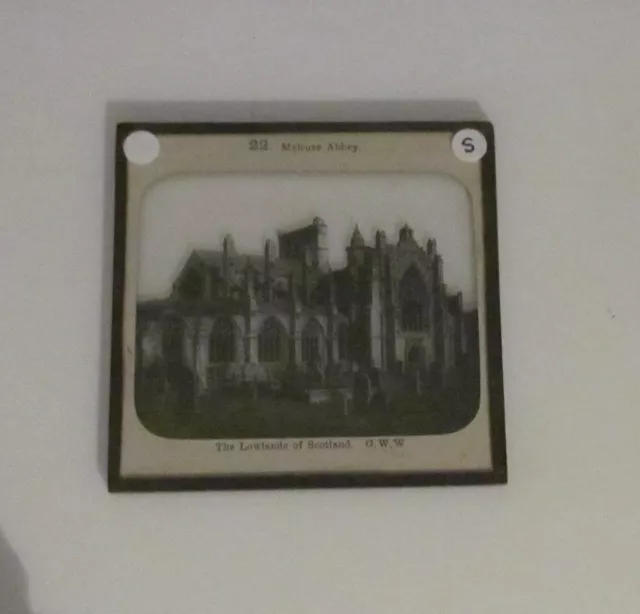 22 Melrose Abbey.
S
The Lowlands of Scotland. G.W.W